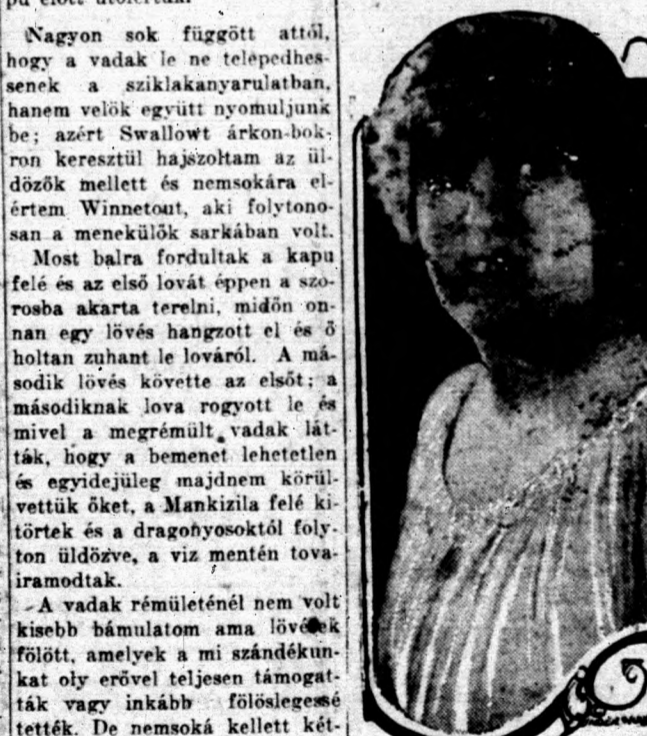 Nagyon sok függött attól,
hogy a vadak le ne telepedhes-
senek a sziklakanyarulatban,
hanem velök együtt nyomuljunk
be; azért Swallowt árkon-bok-
ron keresztül hajszoltam az ül-
dözők mellett és nemsokára el-
értem Winnetout, aki folytono-
san a menekülők sarkában volt.
Most balra fordultak a kapu
felé és az első lovát éppen a szo-
rosba akarta terelni, midőn on-
nan egy lövés hangzott el és ő
holtan zuhant le lováról. A má-
sodik lövés követte az elsőt; a
másodiknak lova rogyott le és
mivel a megrémült vadak lát-
ták, hogy a bemenet lehetetlen
és egyidejüleg majdnem körül-
vettük őket, a Mankizila felé ki-
törtek és a dragonyosoktól foly-
ton üldözve, a viz mentén tova-
iramodtak.
A vadak rémületénél nem volt
kisebb bámulatom ama lövések
fölött, amelyek a mi szándékun-
kat oly erővel teljesen támogat-
ták vagy inkább fölöslegessé
tették. De nemsoká kellett két-